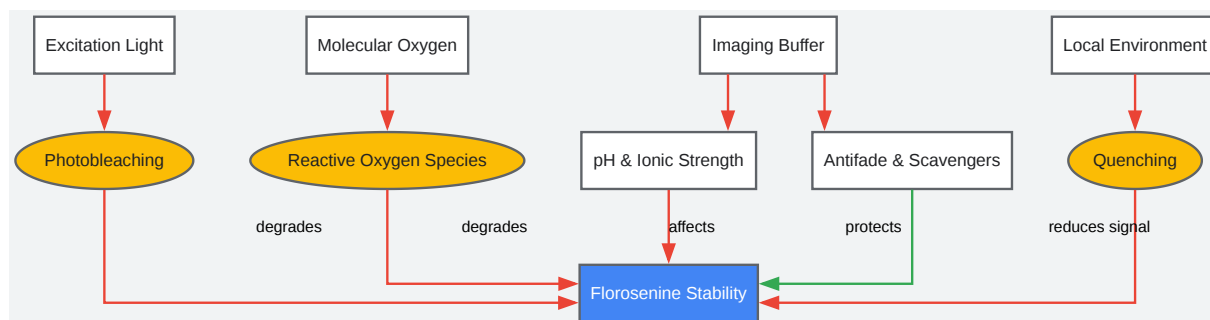 Excitation Light
Molecular Oxygen
Imaging Buffer
Local Environment
Photobleaching
Reactive Oxygen Species
pH & Ionic Strength
Antifade & Scavengers
Quenching
degrades
degrades
affects
protects
reduces signal
Florosenine Stability